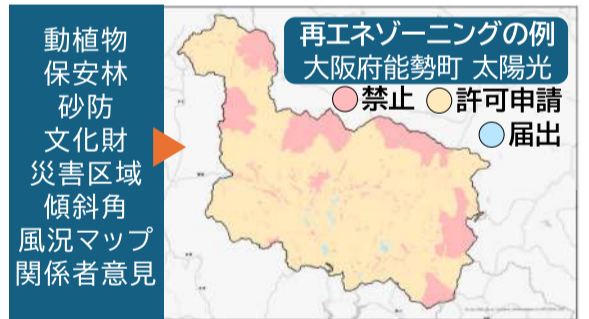 動植物
保安林
砂防
文化財
災害区域
傾斜角
風況マップ
関係者意見
再エネゾーニングの例
大阪府能勢町 太陽光
禁止 許可申請
届出